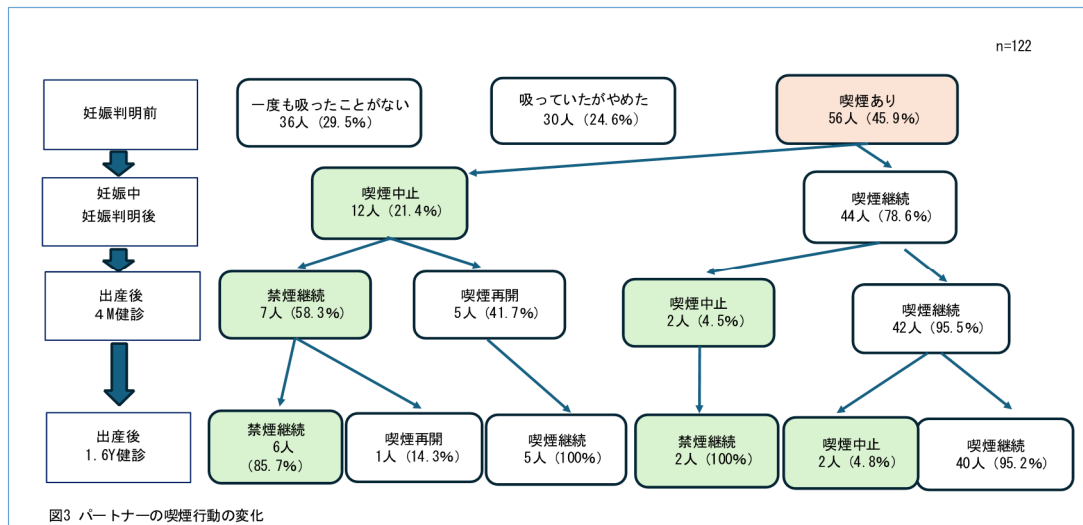 n=122
妊娠判明前
一度も吸ったことがない
36人（29.5%）
吸っていたがやめた
30人（24.6%）
喫煙あり
56人（45.9%）
妊娠中
妊娠判明後
喫煙中止
12人（21.4%）
喫煙継続
44人（78.6%）
出産後
４M健診
禁煙継続
7人（58.3%）
喫煙再開
5人（41.7%）
喫煙中止
2人（4.5%）
喫煙継続
42人（95.5%）
出産後
1.6Y健診
禁煙継続
6人
（85.7%）
喫煙再開
1人（14.3%）
喫煙継続
5人（100%）
禁煙継続
2人（100%）
喫煙中止
2人（4.8%）
喫煙継続
40人（95.2%）
図3 パートナーの喫煙行動の変化